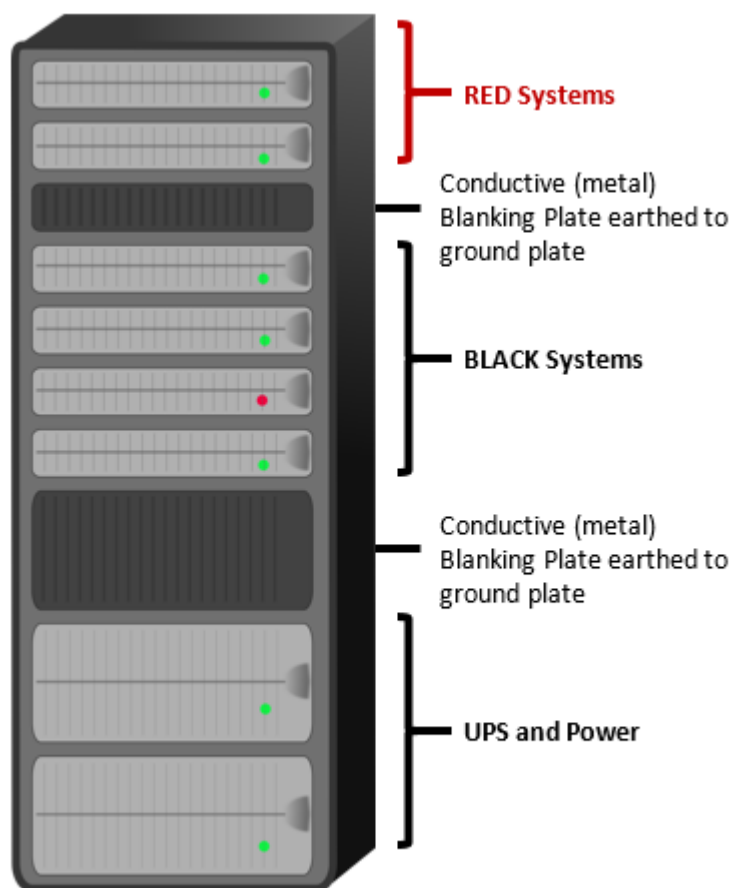 RED Systems
Conductive (metal)
Blanking Plate earthed to
ground plate
BLACK Systems
Conductive (metal)
Blanking Plate earthed to
ground plate
UPS and Power